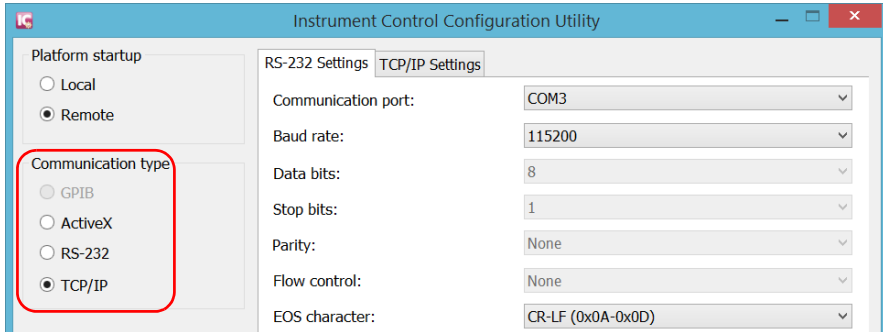 IC Instrument Control Configuration Utility
Platform startup
Local
Remote
Communication type
GPIB
ActiveX
RS-232
TCP/IP
RS-232 Settings TCP/IP Settings
Communication port: COM3
Baud rate: 115200
Data bits: 8
Stop bits: 1
Parity: None
Flow control: None
EOS character: CR-LF (0x0A-0x0D)